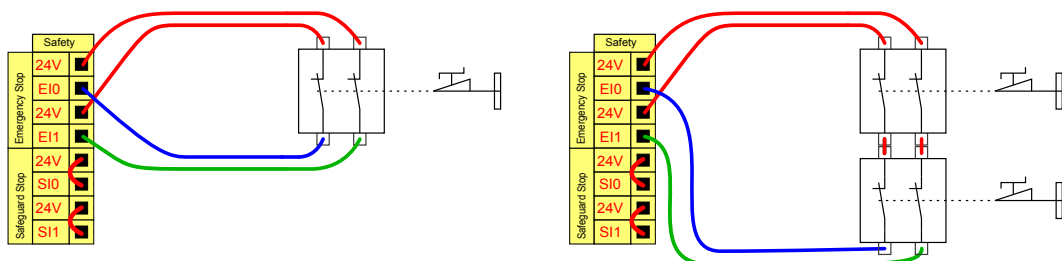 Safety
Emergency Stop
24V
EI0
24V
EI1
Safeguard Stop
24V
SI0
24V
SI1
Safety
Emergency Stop
24V
EI0
24V
EI1
Safeguard Stop
24V
SI0
24V
SI1